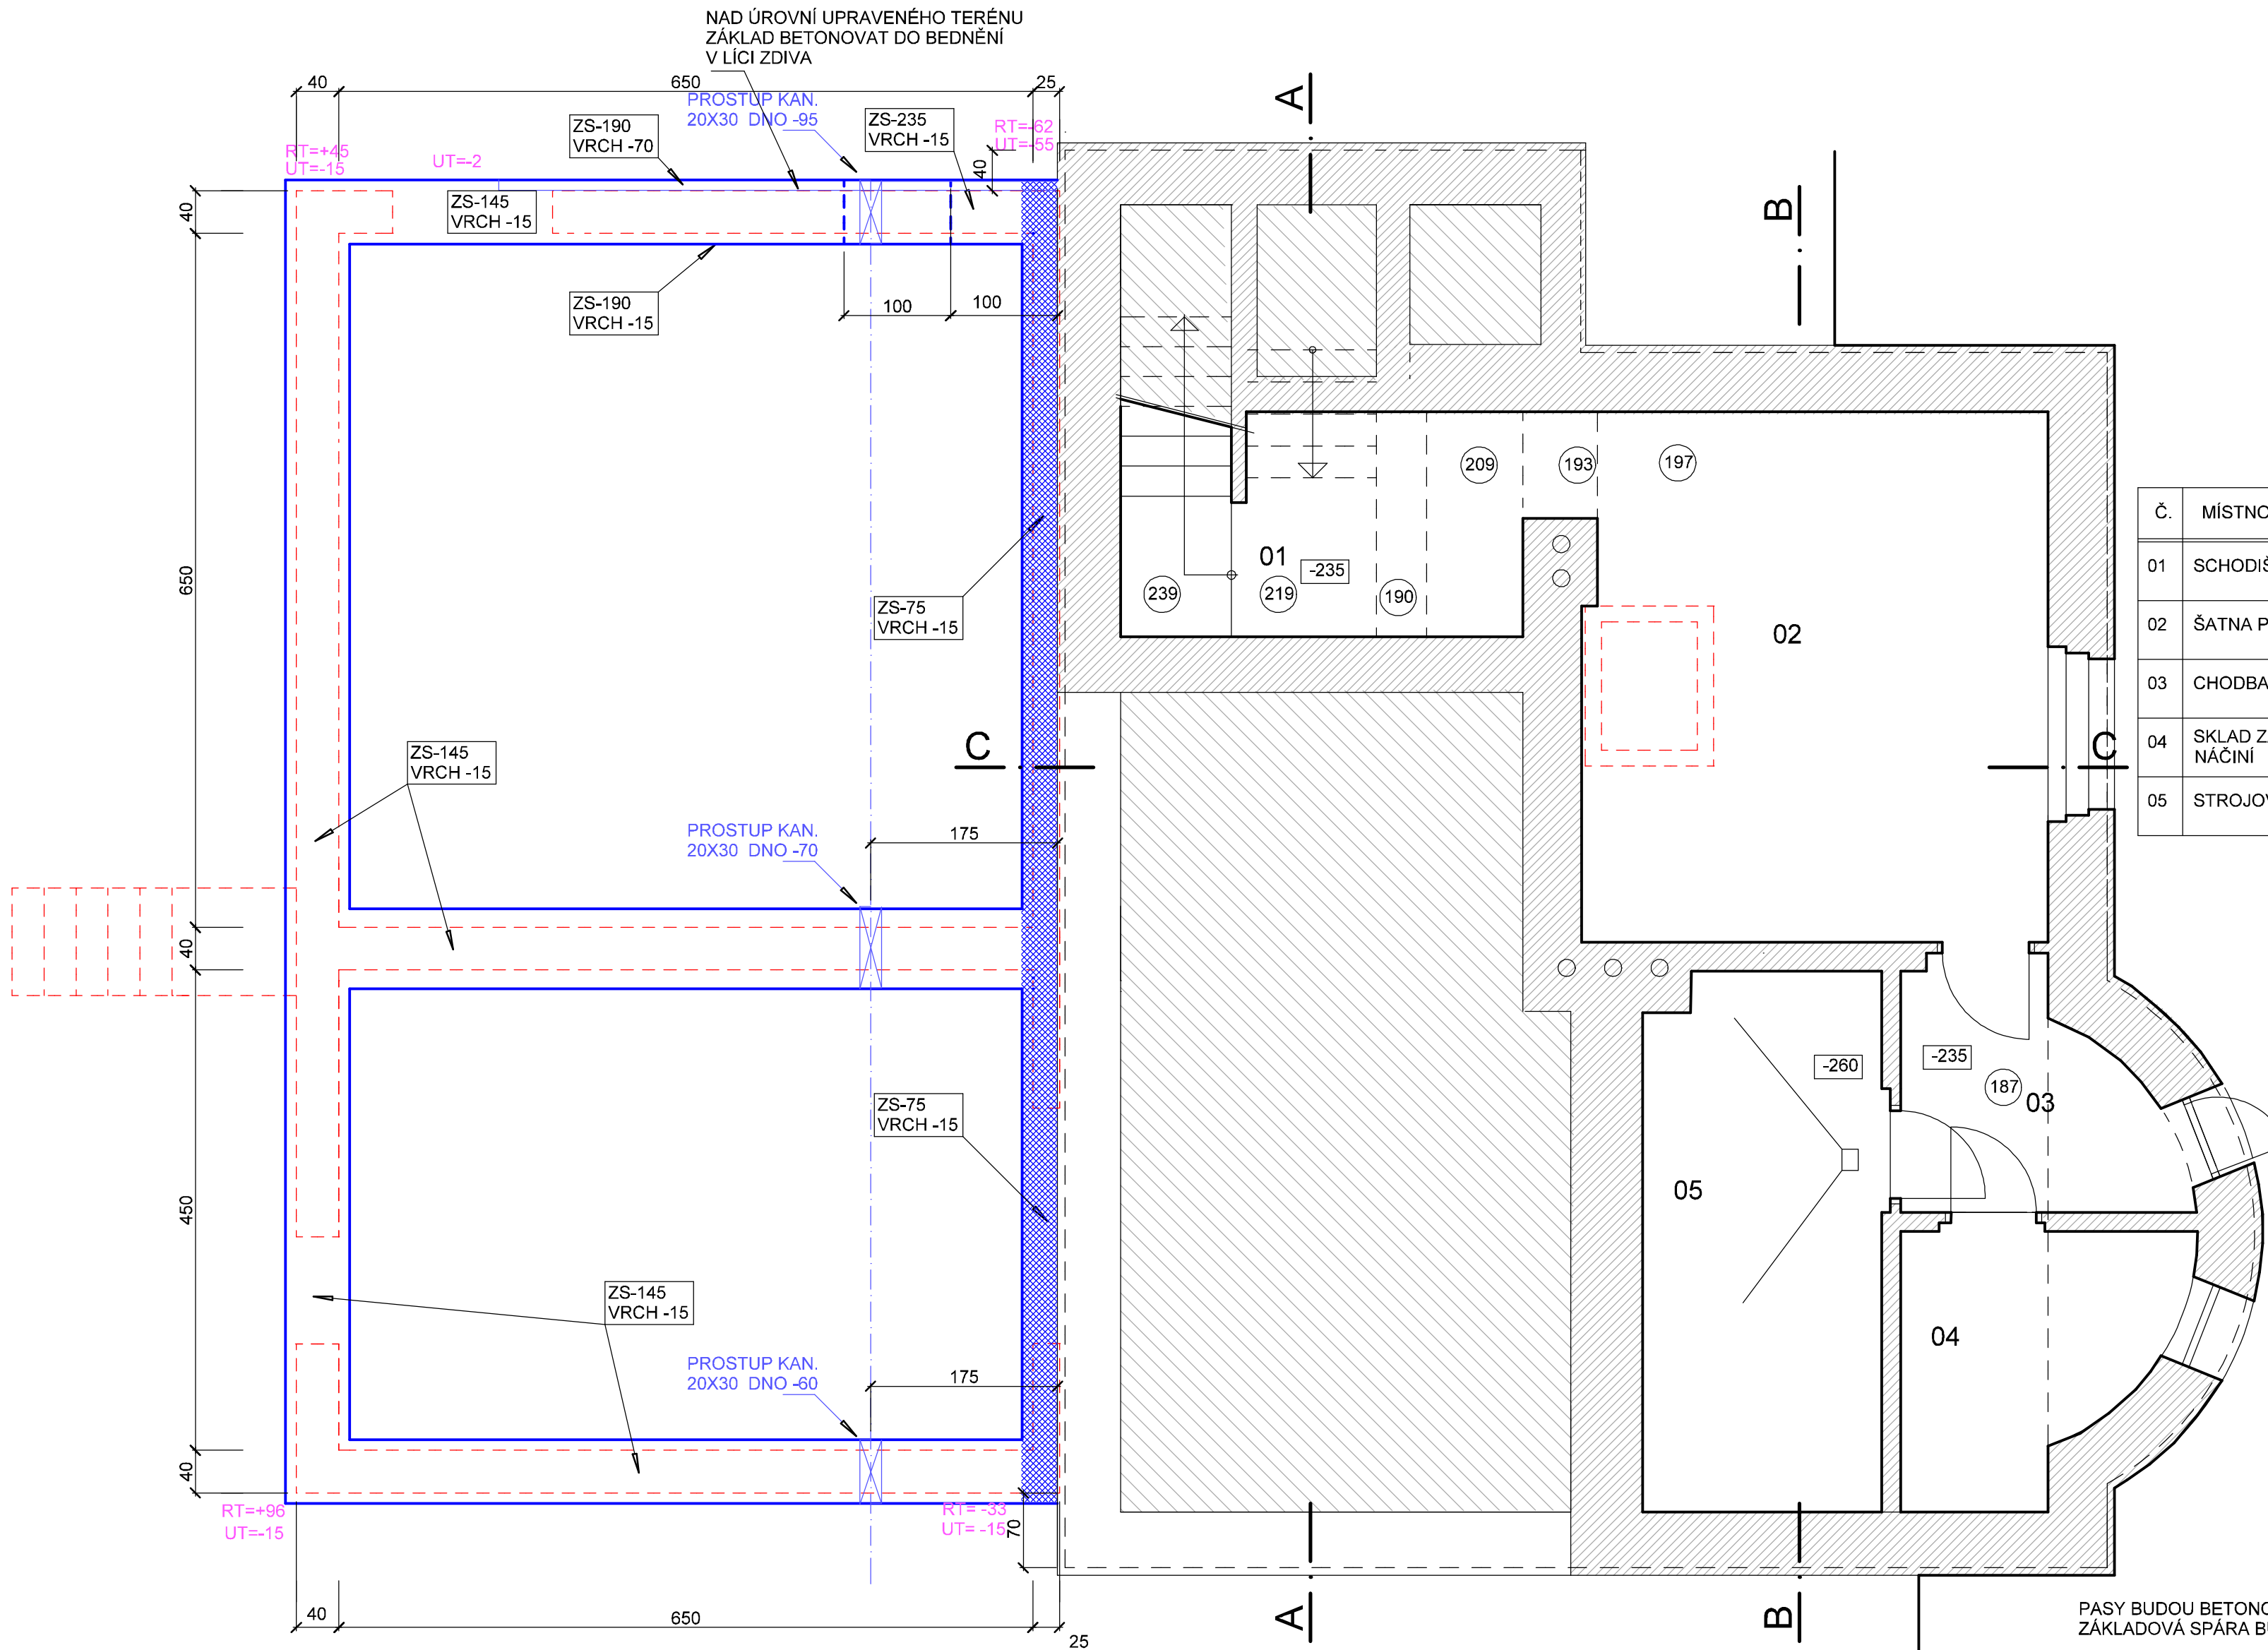 NAD ÚROVNÍ UPRAVENÉHO TERÉNU
ZÁKLAD BETONOVAT DO BEDNĚNÍ
V LÍCI ZDIVA
40
650
25
PROSTUP KAN.
20X30 DNO -95
ZS-190
VRCH -70
ZS-235
VRCH -15
RT=-62
UT=-55
RT=+45
UT=-15
UT=-2
40
A
B
40
ZS-145
VRCH -15
ZS-190
VRCH -15
100
100
209
193
197
650
01
-235
239
219
190
ZS-75
VRCH -15
02
Č.
MÍSTNO
01
SCHODIŠ
02
ŠATNA P
03
CHODBA
04
SKLAD Z
NÁČINÍ
05
STROJOV
C
C
ZS-145
VRCH -15
PROSTUP KAN.
20X30 DNO -70
175
40
-260
-235
187
03
ZS-75
VRCH -15
450
05
04
ZS-145
VRCH -15
PROSTUP KAN.
20X30 DNO -60
175
40
RT=+96
UT=-15
RT= -33
UT= -15
70
40
650
25
A
B
PASY BUDOU BETONO
ZÁKLADOVÁ SPÁRA B